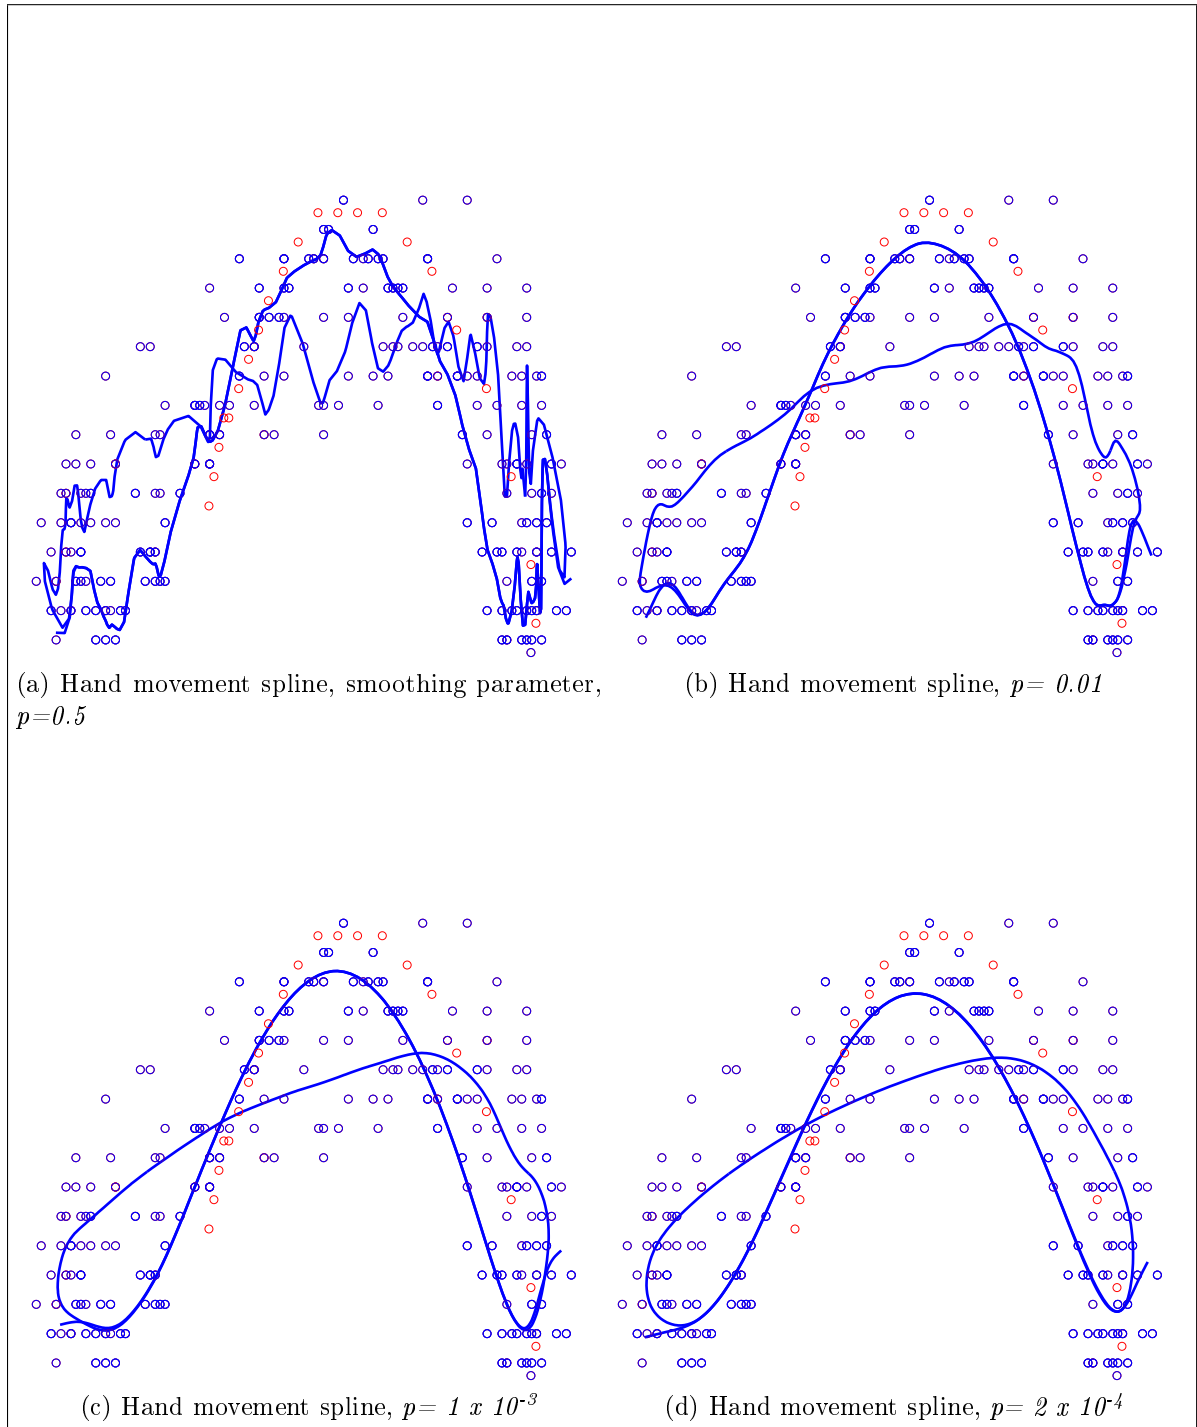 (a) Hand movement spline, smoothing parameter,
p=0.5
(b) Hand movement spline, p= 0.01
(c) Hand movement spline, p= 1 x 10⁻³
(d) Hand movement spline, p= 2 x 10⁻⁴